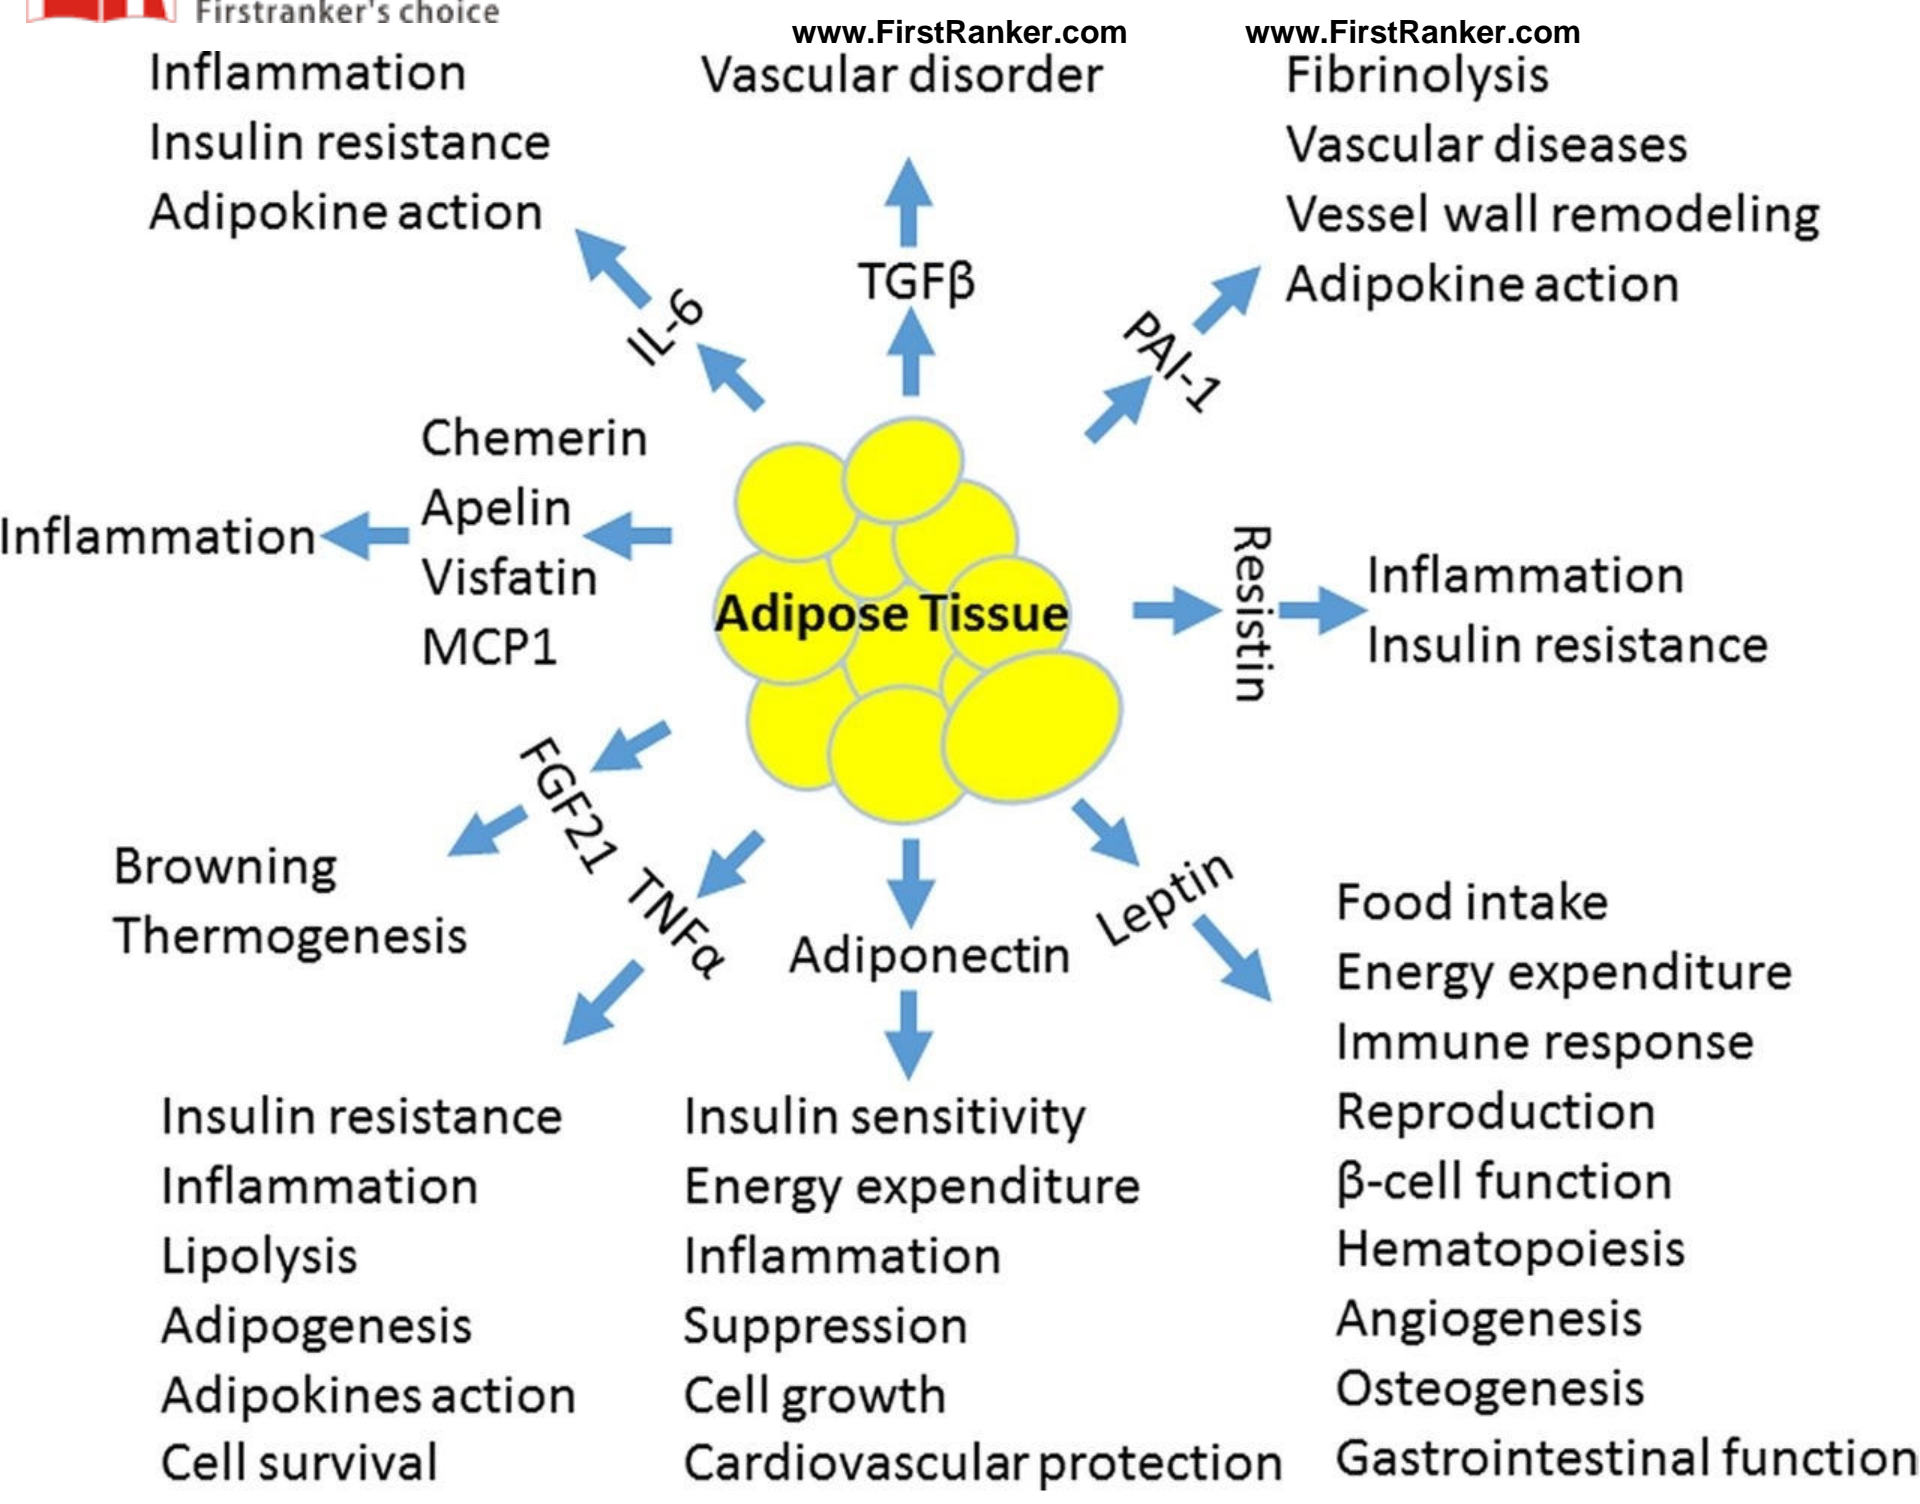 Firstranker's choice
www.FirstRanker.com
www.FirstRanker.com
Inflammation
Insulin resistance
Adipokine action
IL-6
Vascular disorder
TGFβ
Fibrinolysis
Vascular diseases
Vessel wall remodeling
Adipokine action
PAI-1
Chemerin
Apelin
Visfatin
MCP1
Inflammation
Adipose Tissue
Resistin
Inflammation
Insulin resistance
FGF21
Browning
Thermogenesis
TNFα
Insulin resistance
Inflammation
Lipolysis
Adipogenesis
Adipokines action
Cell survival
Adiponectin
Insulin sensitivity
Energy expenditure
Inflammation
Suppression
Cell growth
Cardiovascular protection
Leptin
Food intake
Energy expenditure
Immune response
Reproduction
β-cell function
Hematopoiesis
Angiogenesis
Osteogenesis
Gastrointestinal function